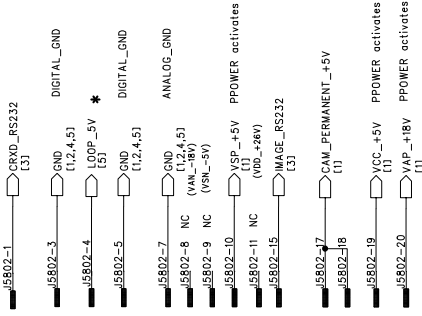 J5802-1 CRXD_RS232 [3]
J5802-3 GND [1,2,4,5] DIGITAL_GND
J5802-4 LOOP_5V [5] *
J5802-5 GND [1,2,4,5] DIGITAL_GND
J5802-7 GND [1,2,4,5] ANALOG_GND
J5802-8 NC (VAN_-18V)
J5802-9 NC (VSN_-5V)
J5802-10 VSP_+5V [1] PPOWER activates
J5802-11 NC (VDD_+26V)
J5802-15 IMAGE_RS232 [3]
J5802-17 CAM_PERMANENT_+5V [1]
J5802-18
J5802-19 VCC_+5V [1] PPOWER activates
J5802-20 VAP_+18V [1] PPOWER activates